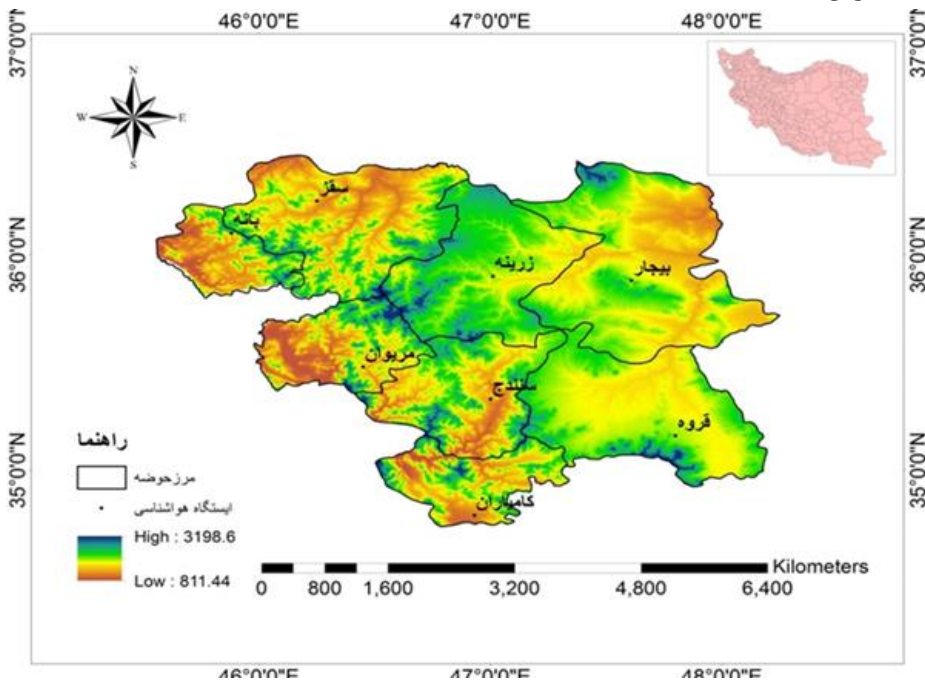 46°0'0"E 47°0'0"E 48°0'0"E
37°0'0"N
37°0'0"N
N
W E
S
سقز
بانه
زرینه
بیجار
36°0'0"N
36°0'0"N
مریوان
سنندج
قروه
راهنما
مرزحوضه
ایستگاه هواشناسی
35°0'0"N
35°0'0"N
کامیاران
High : 3198.6
Low : 811.44
Kilometers
0 800 1,600 3,200 4,800 6,400
46°0'0"E 47°0'0"E 48°0'0"E